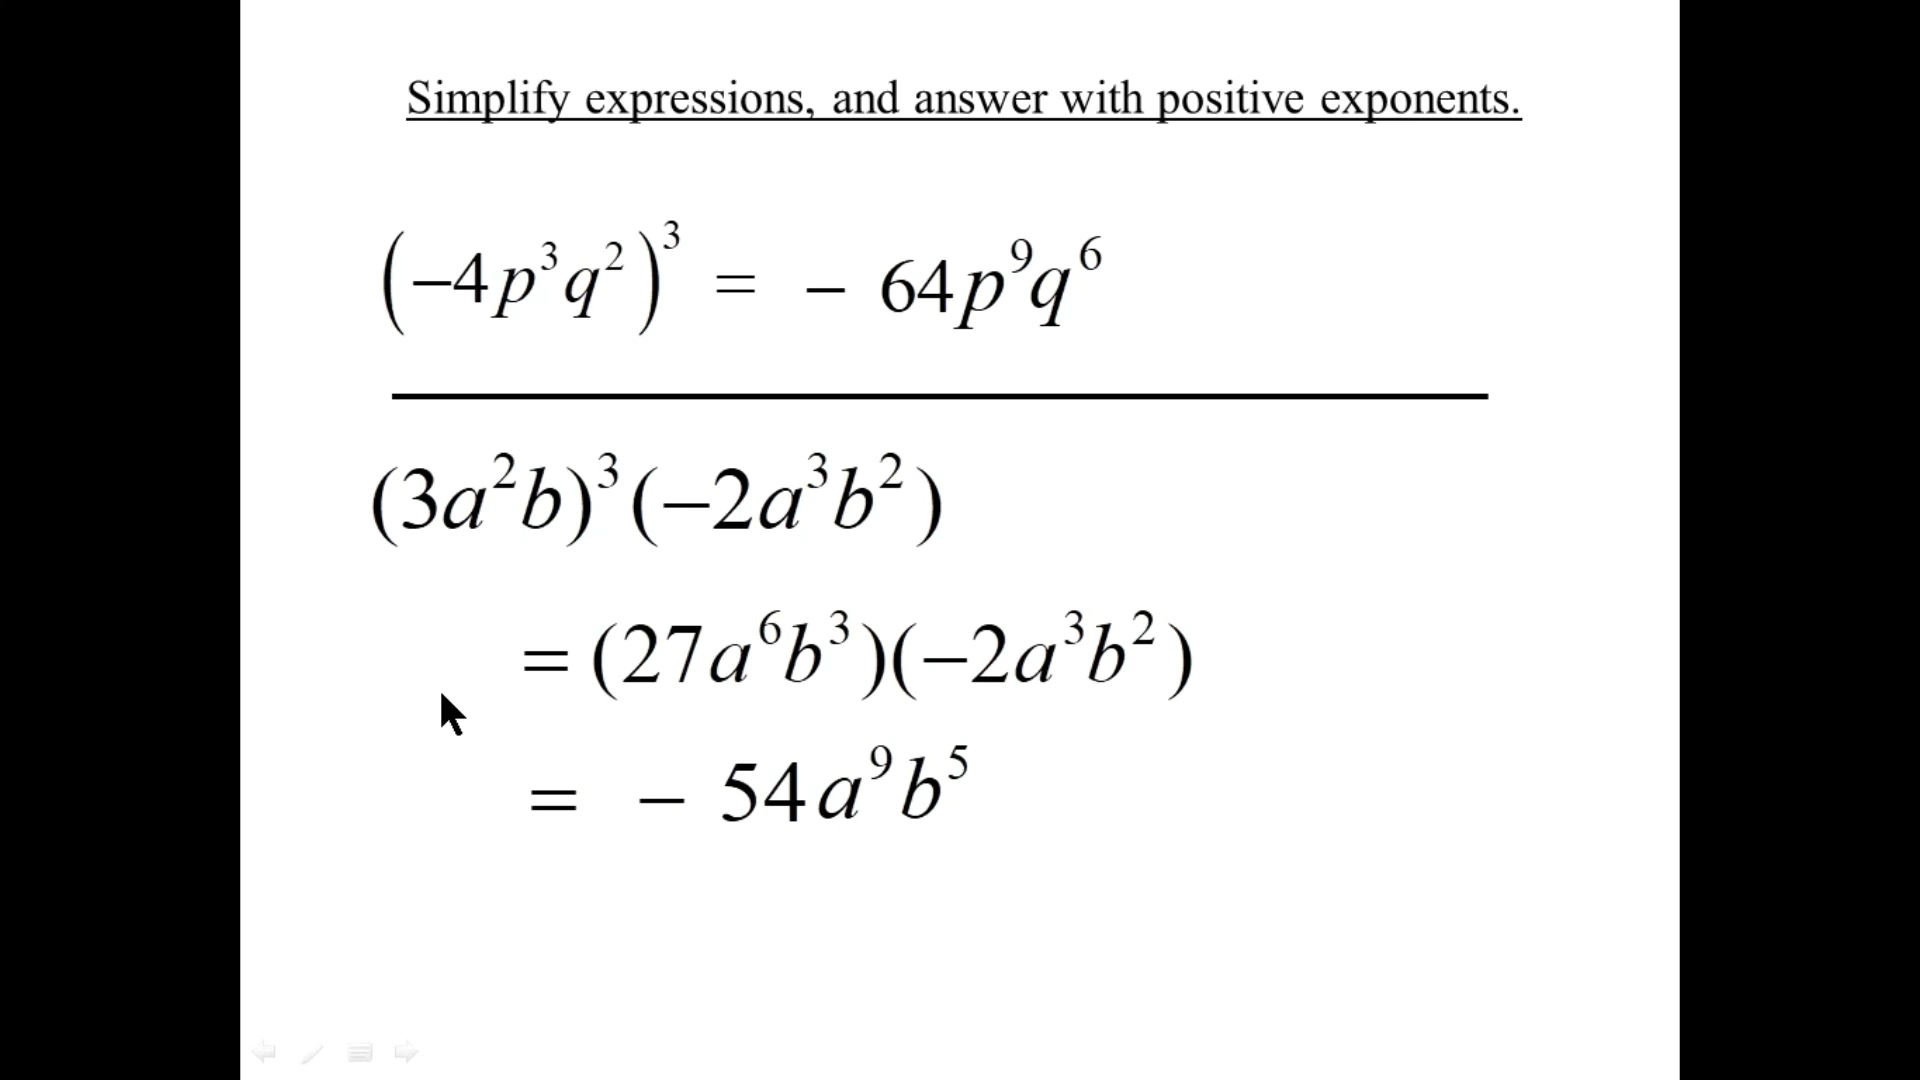 Simplify expressions, and answer with positive exponents.
(−4p³q²)³ = − 64p⁹q⁶
(3a²b)³(−2a³b²)
= (27a⁶b³)(−2a³b²)
= − 54a⁹b⁵